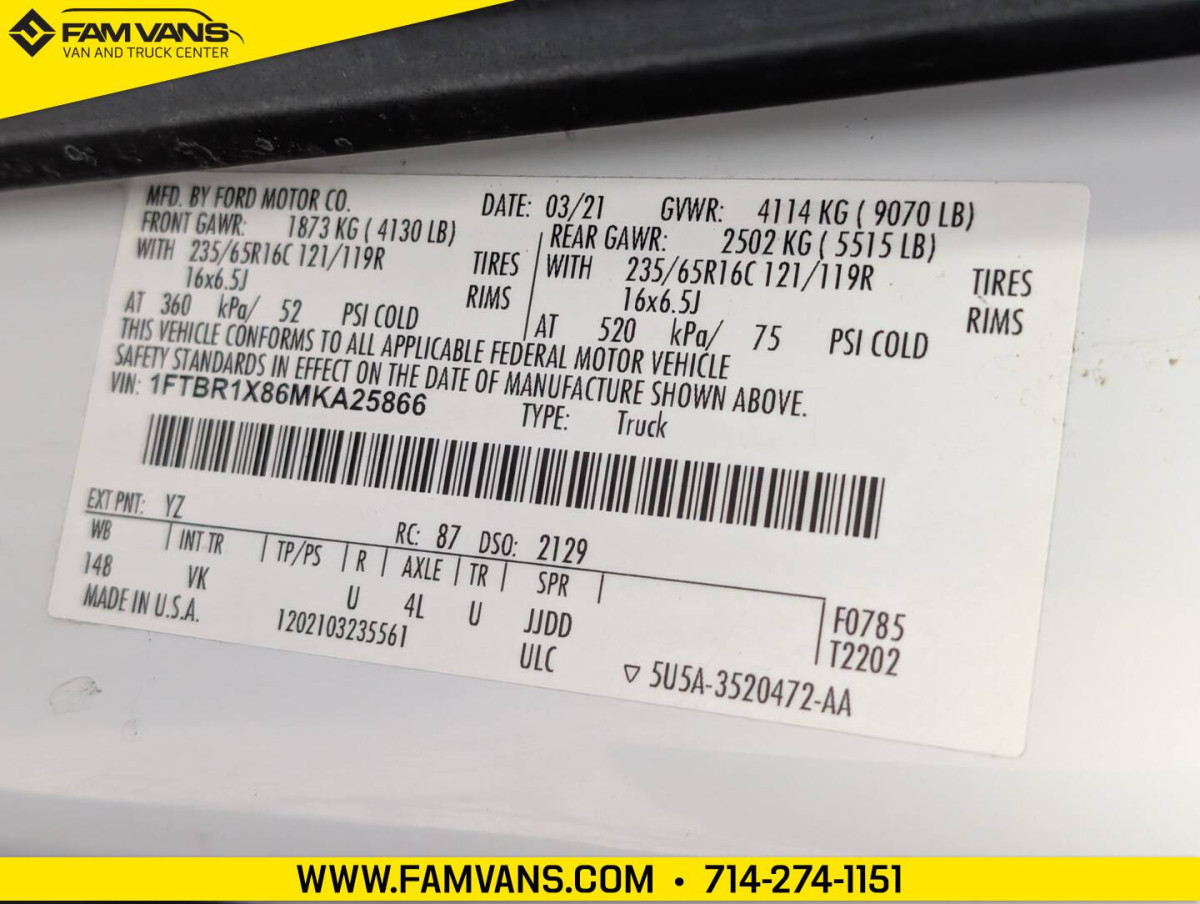 FAM VANS
VAN AND TRUCK CENTER
MFD. BY FORD MOTOR CO. DATE: 03/21 GVWR: 4114 KG ( 9070 LB)
FRONT GAWR: 1873 KG ( 4130 LB) REAR GAWR: 2502 KG ( 5515 LB)
WITH 235/65R16C 121/119R TIRES WITH 235/65R16C 121/119R TIRES
16x6.5J RIMS 16x6.5J RIMS
AT 360 kPa/ 52 PSI COLD AT 520 kPa/ 75 PSI COLD
THIS VEHICLE CONFORMS TO ALL APPLICABLE FEDERAL MOTOR VEHICLE
SAFETY STANDARDS IN EFFECT ON THE DATE OF MANUFACTURE SHOWN ABOVE.
VIN: 1FTBR1X86MKA25866 TYPE: Truck
EXT PNT: YZ RC: 87 DSO: 2129
WB INT TR TP/PS R AXLE TR SPR
148 VK U 4L U JJDD F0785
MADE IN U.S.A. 1202103235561 ULC T2202
5U5A-3520472-AA
WWW.FAMVANS.COM • 714-274-1151